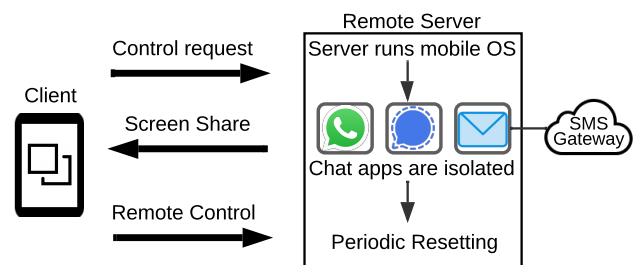 Remote Server
Control request
Server runs mobile OS
Client
Screen Share
SMS
Gateway
Chat apps are isolated
Remote Control
Periodic Resetting